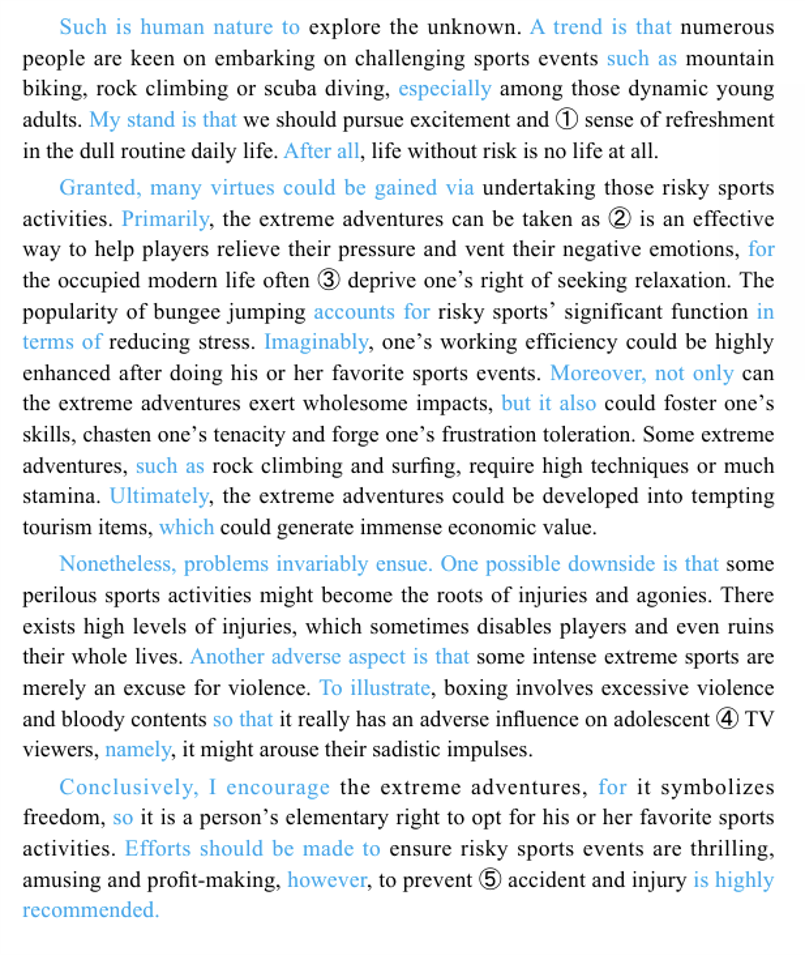 Such is human nature to explore the unknown. A trend is that numerous
people are keen on embarking on challenging sports events such as mountain
biking, rock climbing or scuba diving, especially among those dynamic young
adults. My stand is that we should pursue excitement and ① sense of refreshment
in the dull routine daily life. After all, life without risk is no life at all.
Granted, many virtues could be gained via undertaking those risky sports
activities. Primarily, the extreme adventures can be taken as ② is an effective
way to help players relieve their pressure and vent their negative emotions, for
the occupied modern life often ③ deprive one's right of seeking relaxation. The
popularity of bungee jumping accounts for risky sports' significant function in
terms of reducing stress. Imaginably, one's working efficiency could be highly
enhanced after doing his or her favorite sports events. Moreover, not only can
the extreme adventures exert wholesome impacts, but it also could foster one's
skills, chasten one's tenacity and forge one's frustration toleration. Some extreme
adventures, such as rock climbing and surfing, require high techniques or much
stamina. Ultimately, the extreme adventures could be developed into tempting
tourism items, which could generate immense economic value.
Nonetheless, problems invariably ensue. One possible downside is that some
perilous sports activities might become the roots of injuries and agonies. There
exists high levels of injuries, which sometimes disables players and even ruins
their whole lives. Another adverse aspect is that some intense extreme sports are
merely an excuse for violence. To illustrate, boxing involves excessive violence
and bloody contents so that it really has an adverse influence on adolescent ④ TV
viewers, namely, it might arouse their sadistic impulses.
Conclusively, I encourage the extreme adventures, for it symbolizes
freedom, so it is a person's elementary right to opt for his or her favorite sports
activities. Efforts should be made to ensure risky sports events are thrilling,
amusing and profit-making, however, to prevent ⑤ accident and injury is highly
recommended.